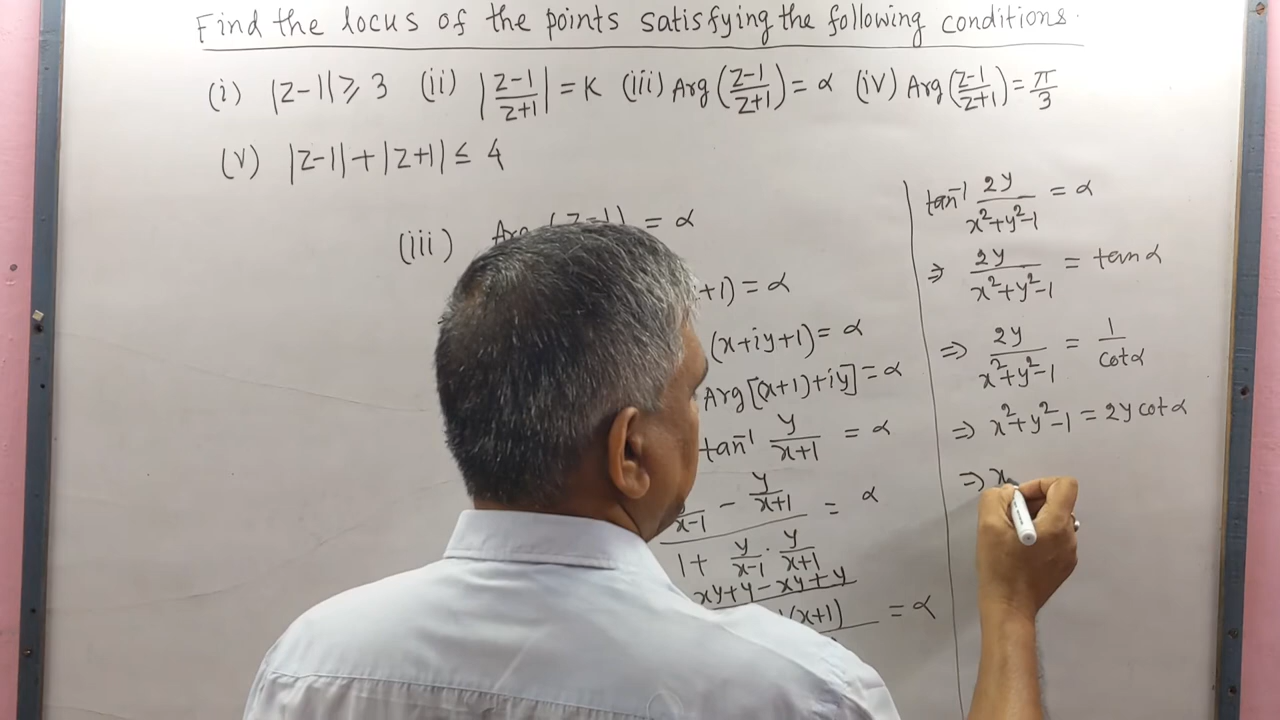 Find the locus of the points satisfying the following conditions.
(i) |z-1| ⩾ 3 (ii) |(z-1)/(z+1)| = K (iii) Arg((z-1)/(z+1)) = α (iv) Arg((z-1)/(z+1)) = π/3
(v) |z-1|+|z+1| ≤ 4
(iii) = α
+1) = α
(x+iy+1) = α
Arg[(x+1)+iy] = α
tan⁻¹ y/(x+1) = α
x-1 - y/(x+1) = α
1 + y/(x-1) · y/(x+1)
xy+y-xy+y
(x+1) = α
tan⁻¹ 2y/(x²+y²-1) = α
⇒ 2y/(x²+y²-1) = tanα
⇒ 2y/(x²+y²-1) = 1/cotα
⇒ x²+y²-1 = 2y cotα
⇒ x